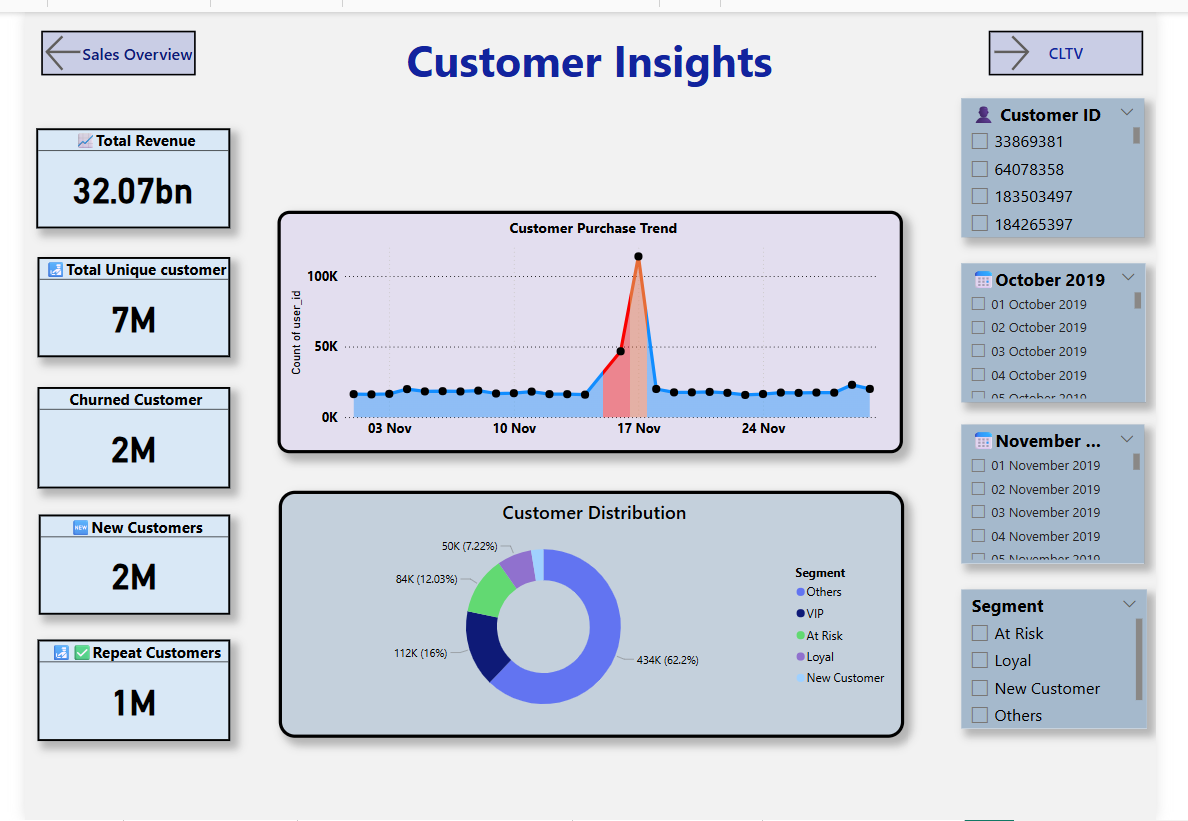 Sales Overview
Customer Insights
CLTV
Total Revenue
32.07bn
Total Unique customer
7M
Churned Customer
2M
NEW New Customers
2M
Repeat Customers
1M
Customer Purchase Trend
Count of user_id
100K
50K
0K
03 Nov
10 Nov
17 Nov
24 Nov
Customer Distribution
50K (7.22%)
84K (12.03%)
112K (16%)
434K (62.2%)
Segment
Others
VIP
At Risk
Loyal
New Customer
Customer ID
33869381
64078358
183503497
184265397
October 2019
01 October 2019
02 October 2019
03 October 2019
04 October 2019
05 October 2019
November ...
01 November 2019
02 November 2019
03 November 2019
04 November 2019
05 November 2019
Segment
At Risk
Loyal
New Customer
Others